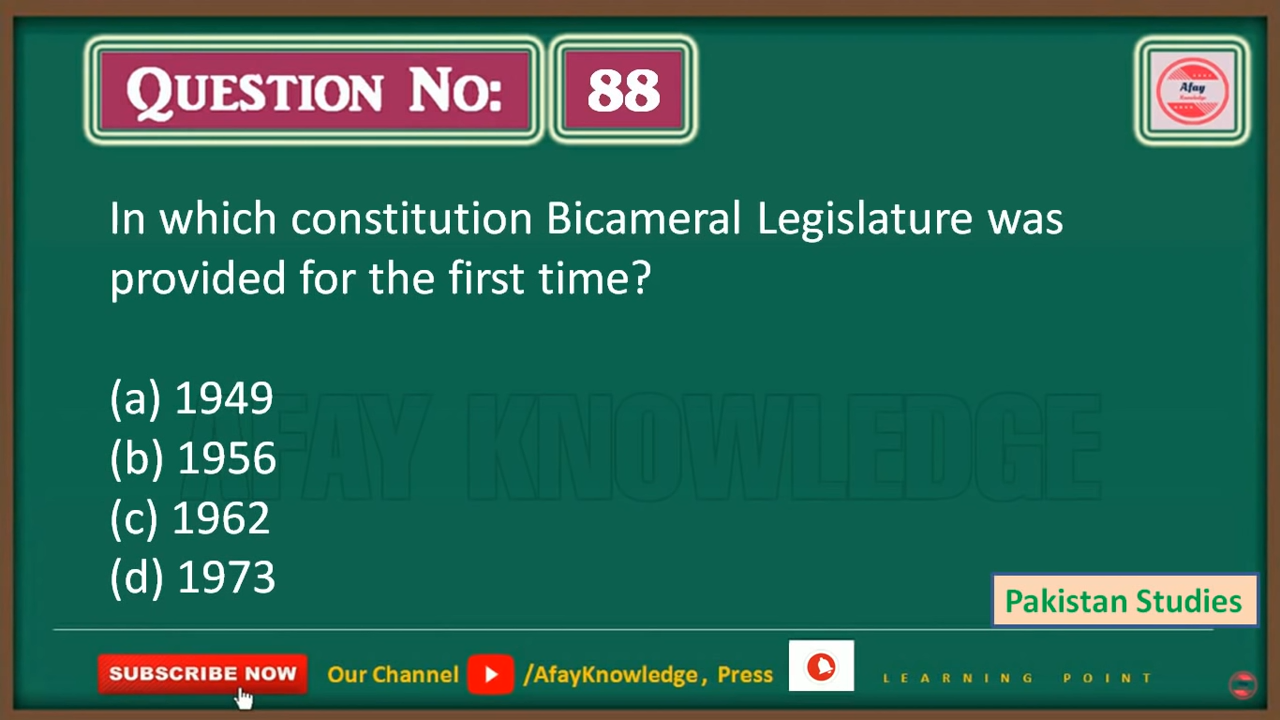 QUESTION NO: 88
Afay
Knowledge
In which constitution Bicameral Legislature was
provided for the first time?
(a) 1949
(b) 1956
(c) 1962
(d) 1973
AFAY KNOWLEDGE
Pakistan Studies
SUBSCRIBE NOW Our Channel /AfayKnowledge, Press LEARNING POINT